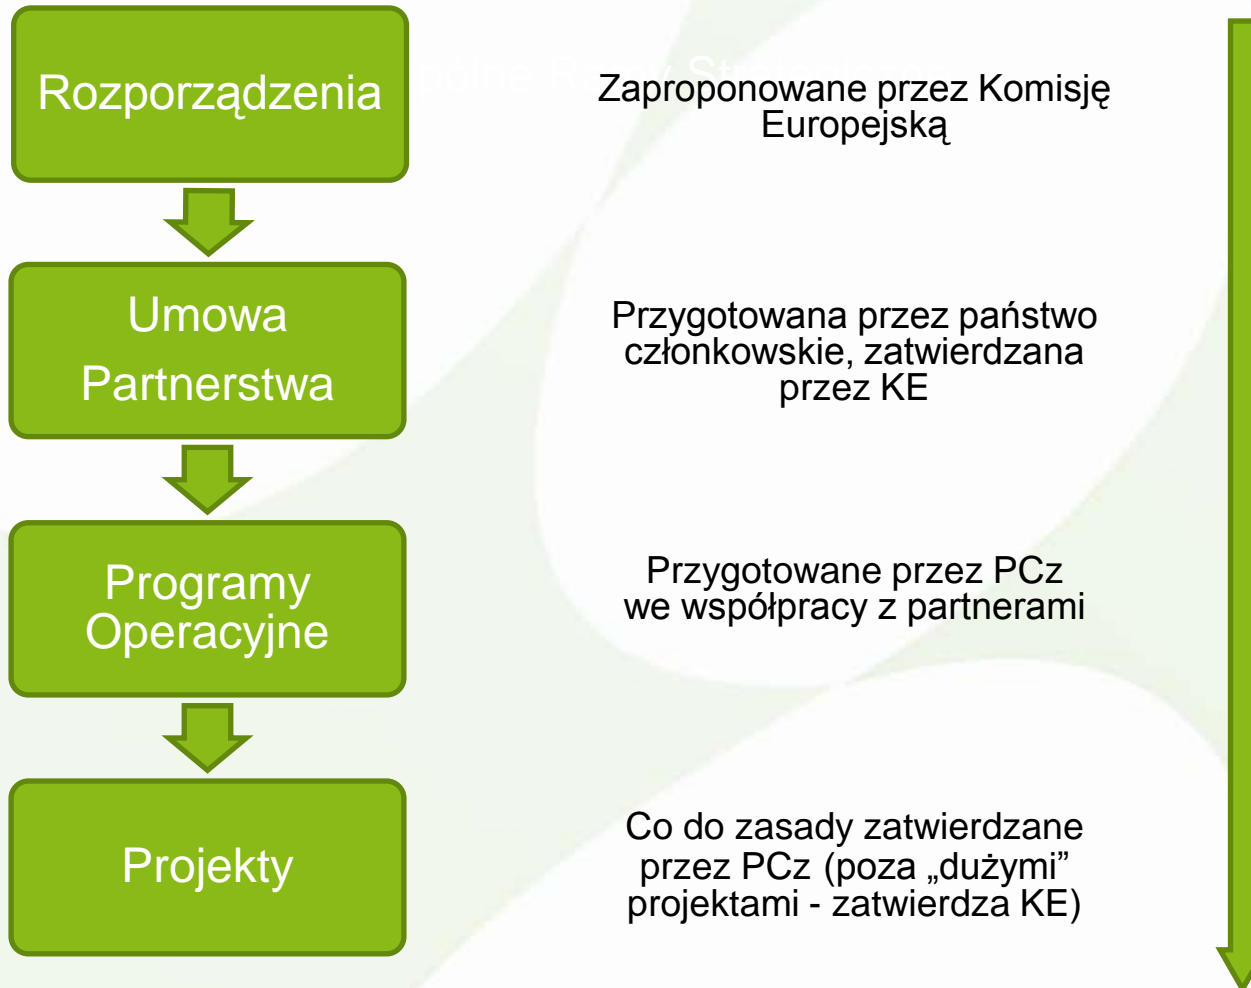 Rozporządzenia
Zaproponowane przez Komisję
Europejską
Umowa
Partnerstwa
Przygotowana przez państwo
członkowskie, zatwierdzana
przez KE
Programy
Operacyjne
Przygotowane przez PCz
we współpracy z partnerami
Projekty
Co do zasady zatwierdzane
przez PCz (poza „dużymi”
projektami - zatwierdza KE)